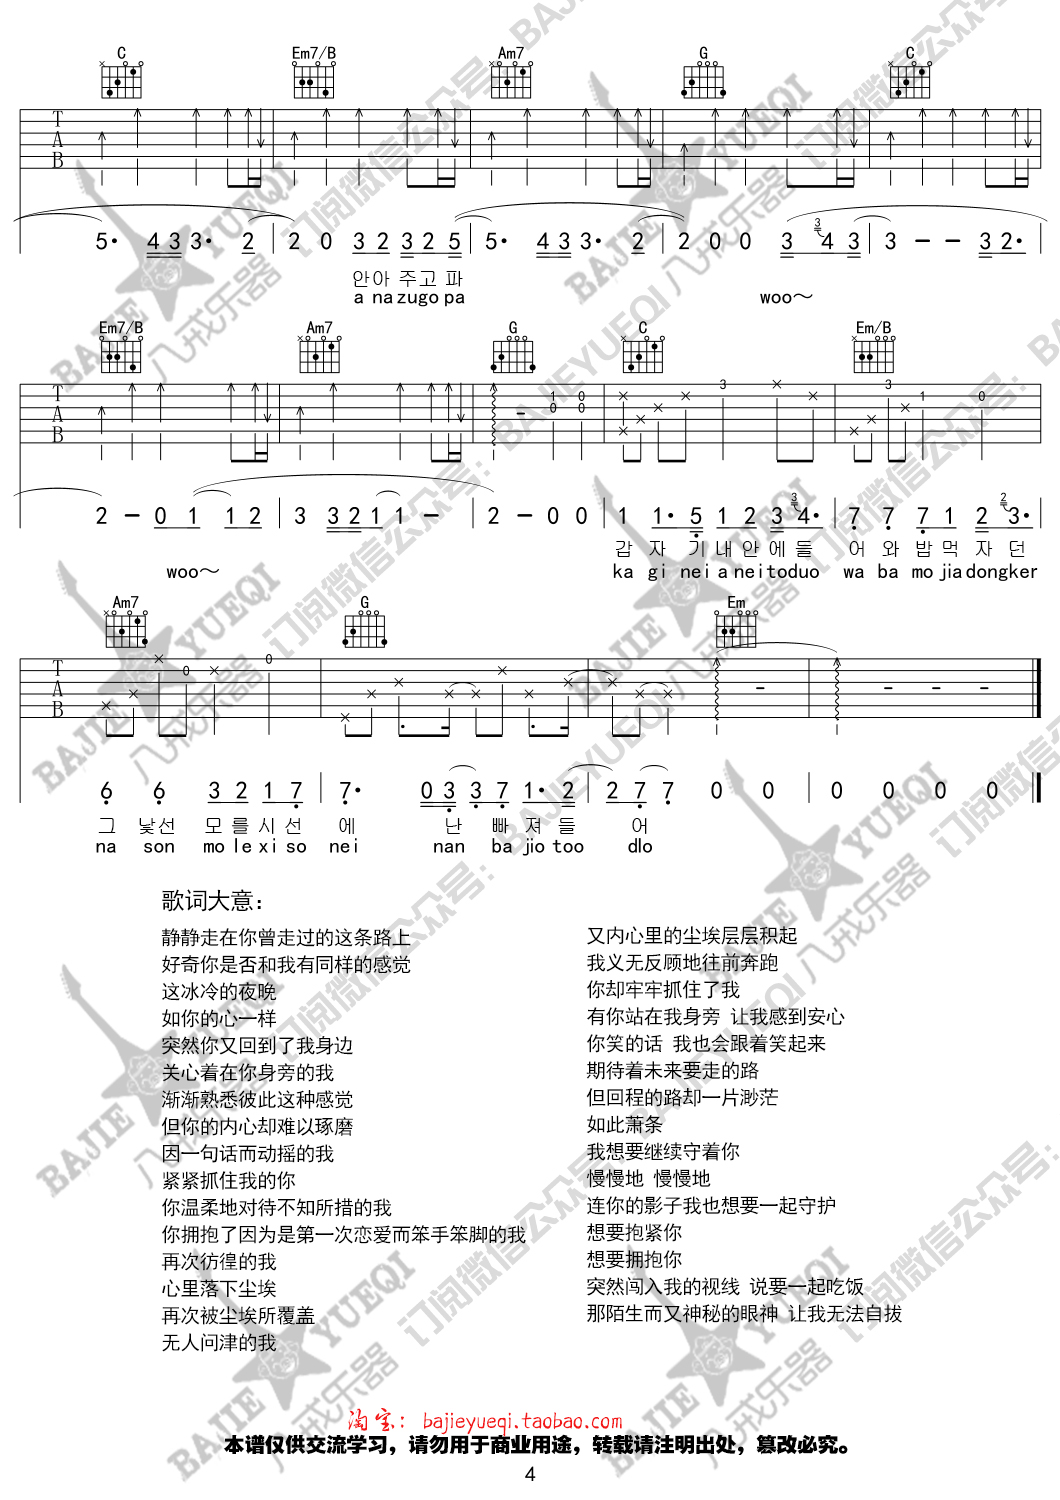 C Em7/B Am7 G C
T A B
5· 4 3 3· 2 2 0 3 2 3 2 5 5· 4 3 3· 2 2 0 0 3 3 4 3 3 — — 3 2·
안아 주고 파
a na zu go pa woo～
Em7/B Am7 G C Em/B
T A B
2 — 0 1 1 2 3 3 2 1 1 — 2 — 0 0 1 1· 5 1 2 3 3 4· 7 7 7 1 2 2 3·
갑 자 기 내 안 에 들 어 와 밥 먹 자 던
woo～ ka gi nei a nei to duo wa ba mo jia dong ker
Am7 G Em
T A B
6 6 3 2 1 7 7· 0 3 3 7 1· 2 2 7 7 0 0 0 0 0 0
그 낯선 모 를 시 선 에 난 빠 져 들 어
na son mo le xi so nei nan ba jio too dlo
歌词大意：
静静走在你曾走过的这条路上
好奇你是否和我有同样的感觉
这冰冷的夜晚
如你的心一样
突然你又回到了我身边
关心着在你身旁的我
渐渐熟悉彼此这种感觉
但你的内心却难以琢磨
因一句话而动摇的我
紧紧抓住我的你
你温柔地对待不知所措的我
你拥抱了因为是第一次恋爱而笨手笨脚的我
再次彷徨的我
心里落下尘埃
再次被尘埃所覆盖
无人问津的我
又内心里的尘埃层层积起
我义无反顾地往前奔跑
你却牢牢抓住了我
有你站在我身旁 让我感到安心
你笑的话 我也会跟着笑起来
期待着未来要走的路
但回程的路却一片渺茫
如此萧条
我想要继续守着你
慢慢地 慢慢地
连你的影子我也想要一起守护
想要抱紧你
想要拥抱你
突然闯入我的视线 说要一起吃饭
那陌生而又神秘的眼神 让我无法自拔
淘宝：bajieyueqi.taobao.com
本谱仅供交流学习，请勿用于商业用途，转载请注明出处，篡改必究。
4
BAJIE YUEQI 八戒乐器
订阅微信公众号：BAJIEYUEQI